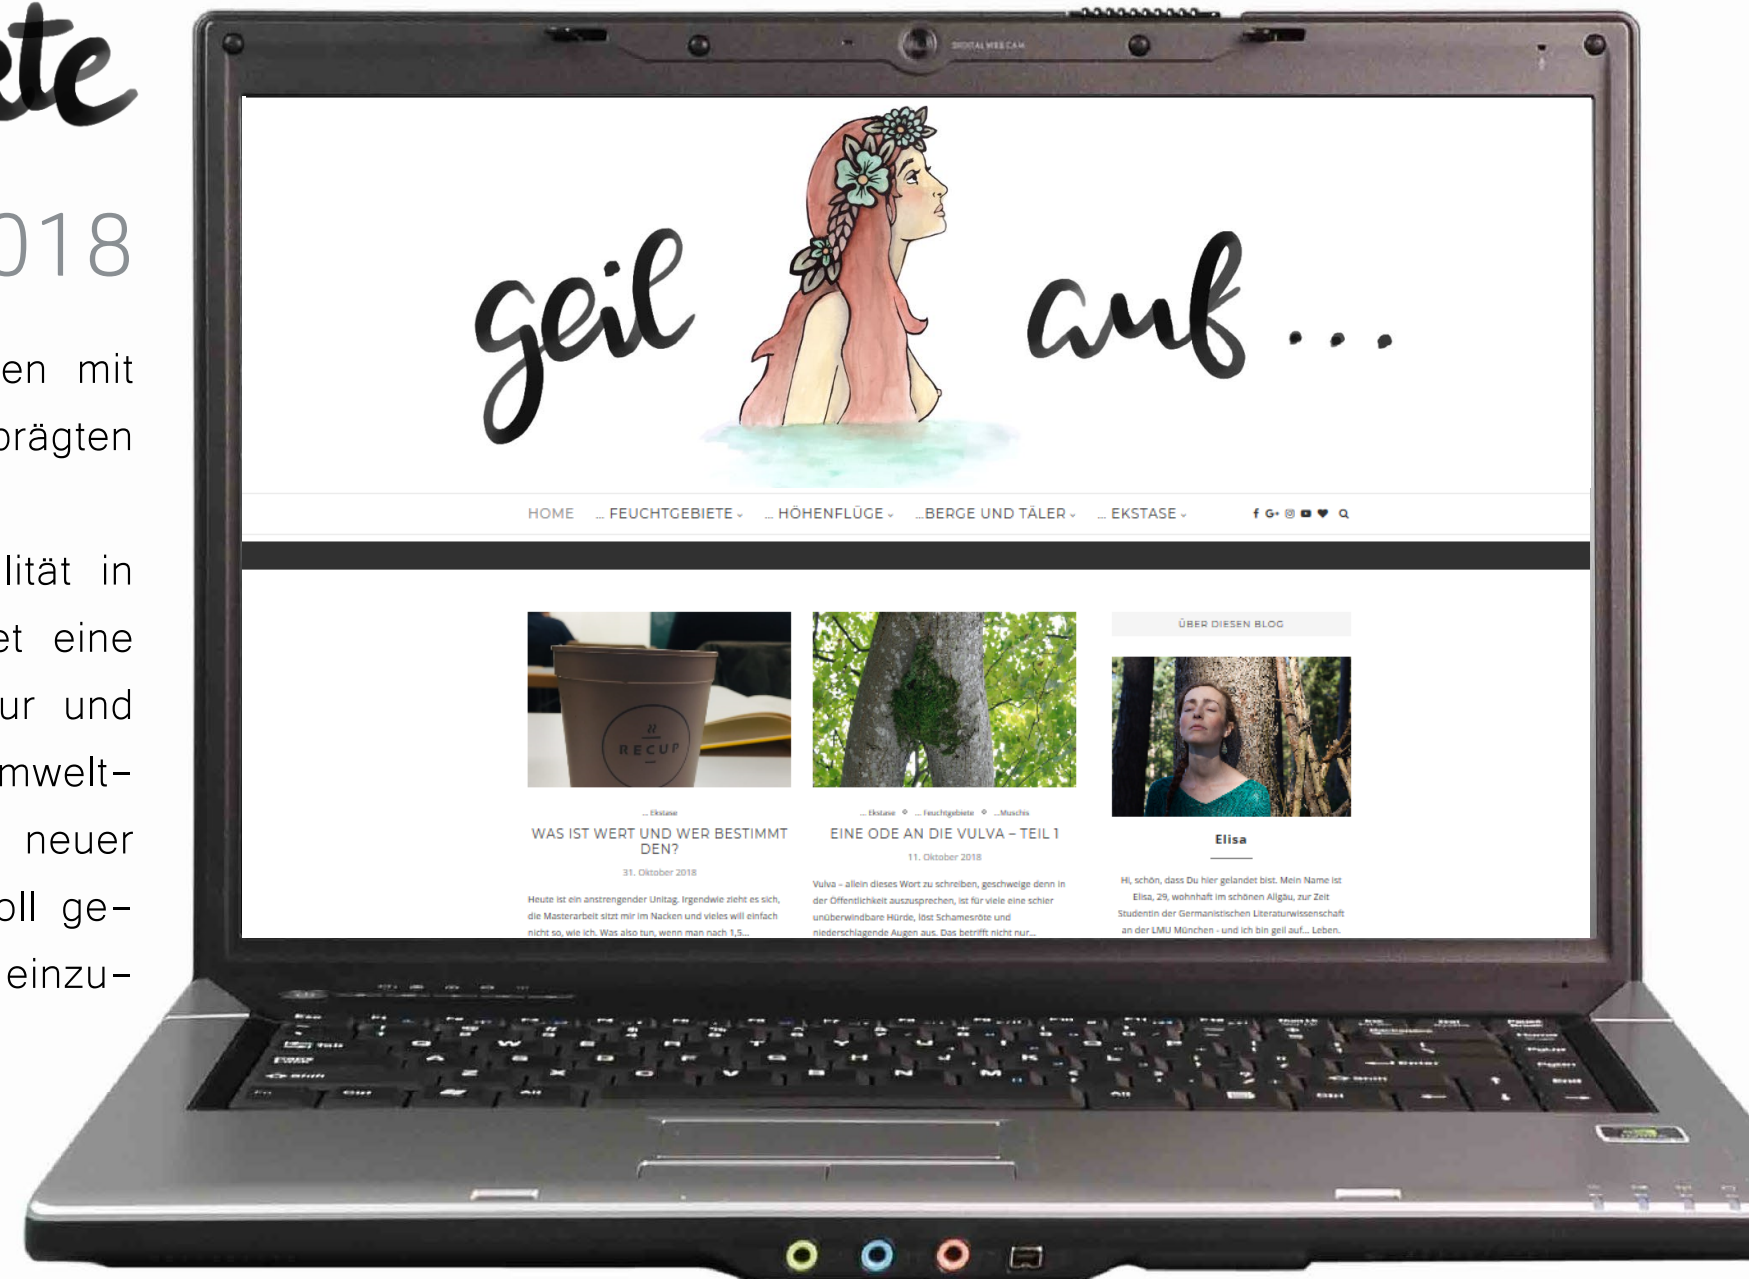 ete
018
en mit
prägten
lität in
et eine
ur und
mwelt-
neuer
oll ge-
einzu-
DIGITAL WEB CAM
geil auf ...
HOME ... FEUCHTGEBIETE ... HÖHENFLÜGE ...BERGE UND TÄLER ... EKSTASE
RECUP
... Ekstase
WAS IST WERT UND WER BESTIMMT
DEN?
31. Oktober 2018
Heute ist ein anstrengender Unitag. Irgendwie zieht es sich,
die Masterarbeit sitzt mir im Nacken und vieles will einfach
nicht so, wie ich. Was also tun, wenn man nach 1,5...
... Ekstase ... Feuchtgebiete ...Muschis
EINE ODE AN DIE VULVA – TEIL 1
11. Oktober 2018
Vulva – allein dieses Wort zu schreiben, geschweige denn in
der Öffentlichkeit auszusprechen, ist für viele eine schier
unüberwindbare Hürde, löst Schamesröte und
niederschlagende Augen aus. Das betrifft nicht nur...
ÜBER DIESEN BLOG
Elisa
Hi, schön, dass Du hier gelandet bist. Mein Name ist
Elisa, 29, wohnhaft im schönen Allgäu, zur Zeit
Studentin der Germanistischen Literaturwissenschaft
an der LMU München - und ich bin geil auf... Leben.